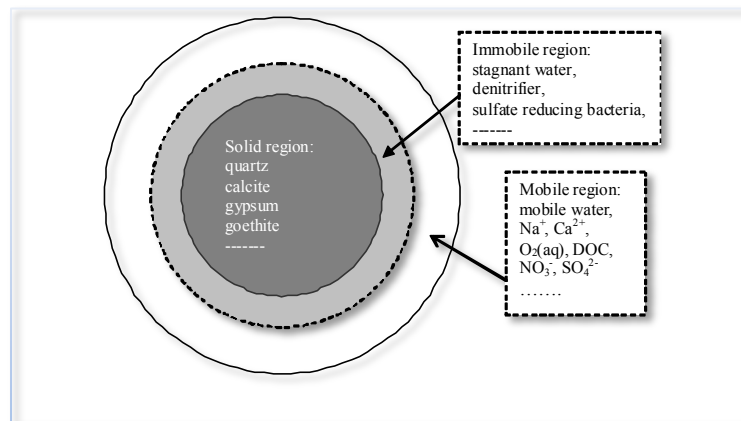 Immobile region:
stagnant water,
denitrifier,
sulfate reducing bacteria,
-------
Solid region:
quartz
calcite
gypsum
goethite
-------
Mobile region:
mobile water,
Na⁺, Ca²⁺,
O₂(aq), DOC,
NO₃⁻, SO₄²⁻
…….